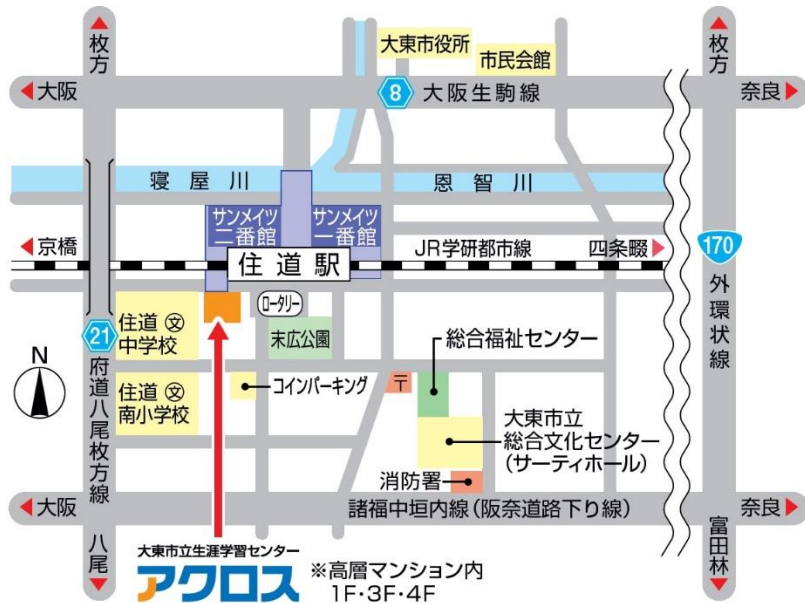 枚方
枚方
大東市役所
市民会館
大阪
8
大阪生駒線
奈良
寝屋川
恩智川
サンメイツ
二番館
サンメイツ
一番館
京橋
JR学研都市線
四条畷
170
住道駅
外環状線
21
住道 文
中学校
ロータリー
末広公園
総合福祉センター
N
府道八尾枚方線
住道 文
南小学校
コインパーキング
〒
大東市立
総合文化センター
(サーティホール)
消防署
大阪
諸福中垣内線(阪奈道路下り線)
奈良
八尾
富田林
大東市立生涯学習センター
アクロス
※高層マンション内
1F・3F・4F